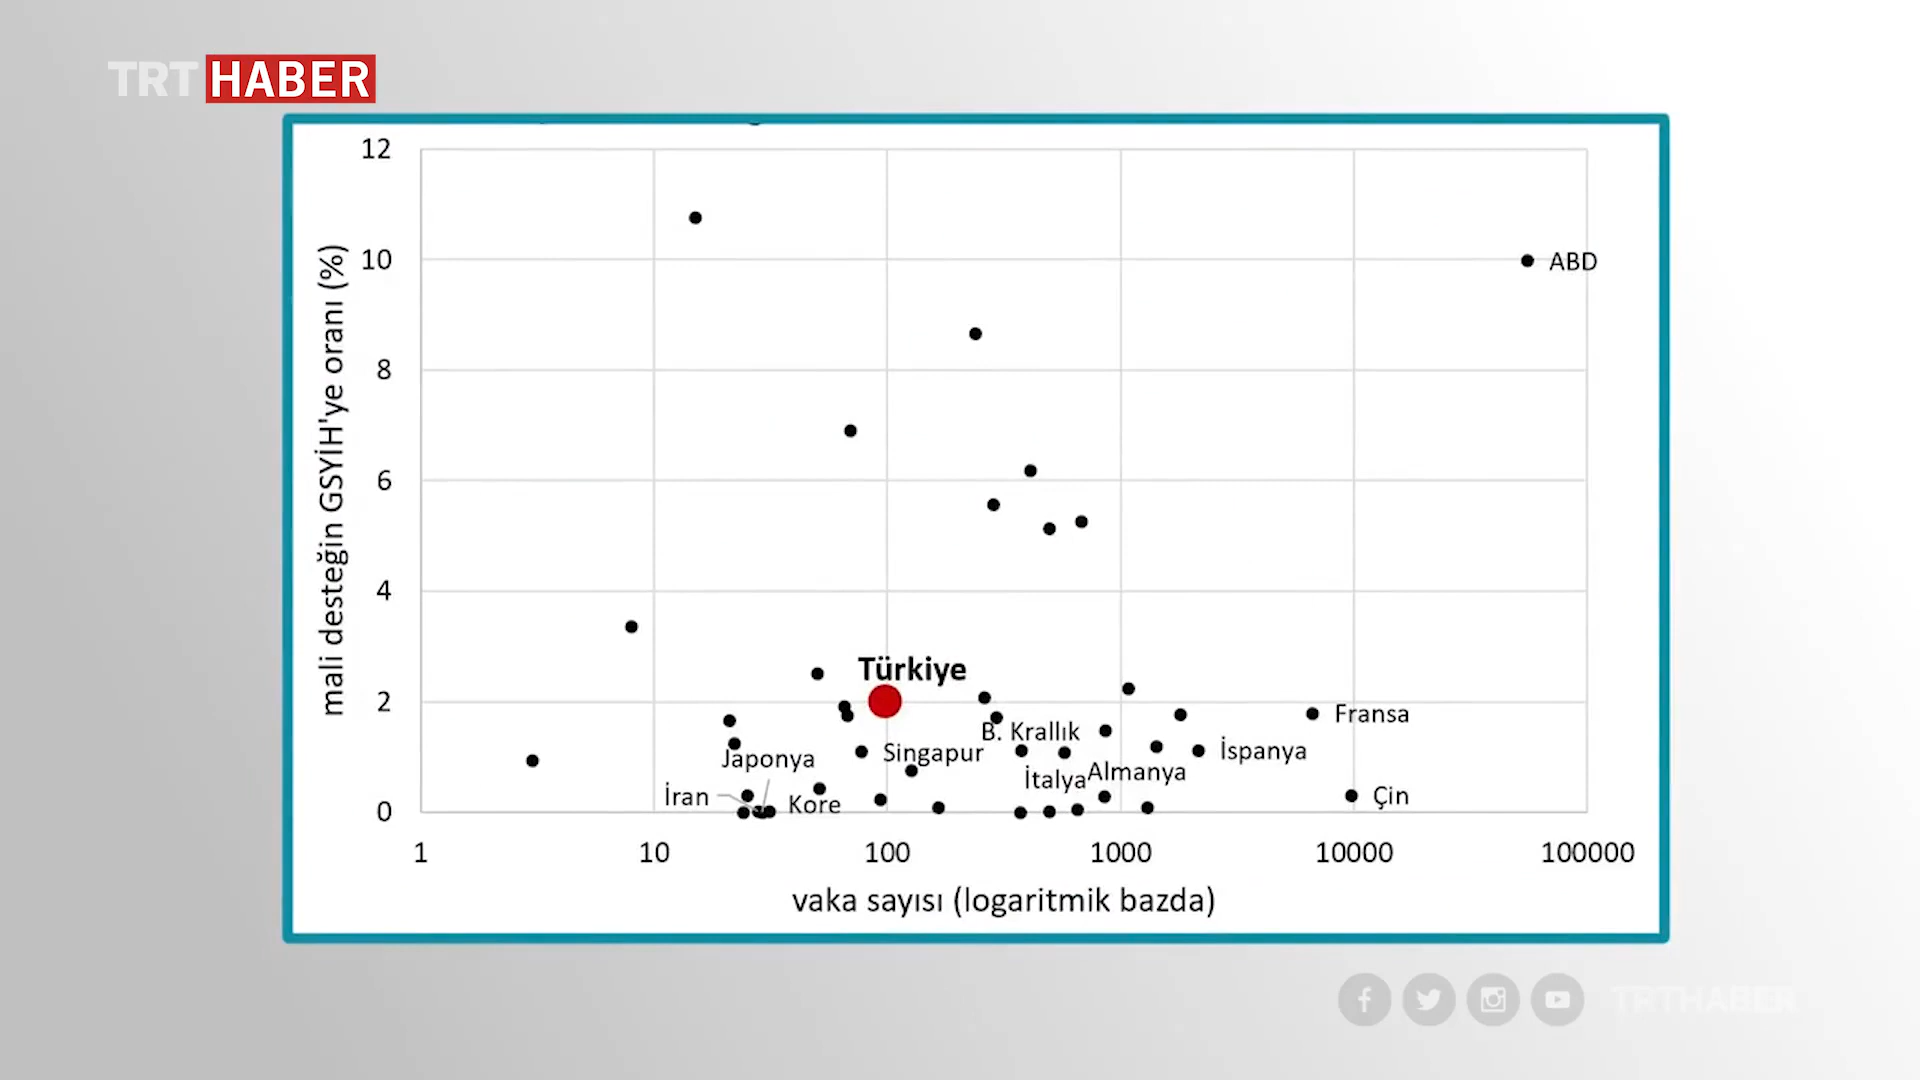 TRT HABER
12
10
8
6
4
2
0
mali desteğin GSYİH'ye oranı (%)
ABD
Türkiye
Fransa
B. Krallık
Singapur
İspanya
Japonya
İtalya
Almanya
İran
Kore
Çin
1
10
100
1000
10000
100000
vaka sayısı (logaritmik bazda)
TRTHABER